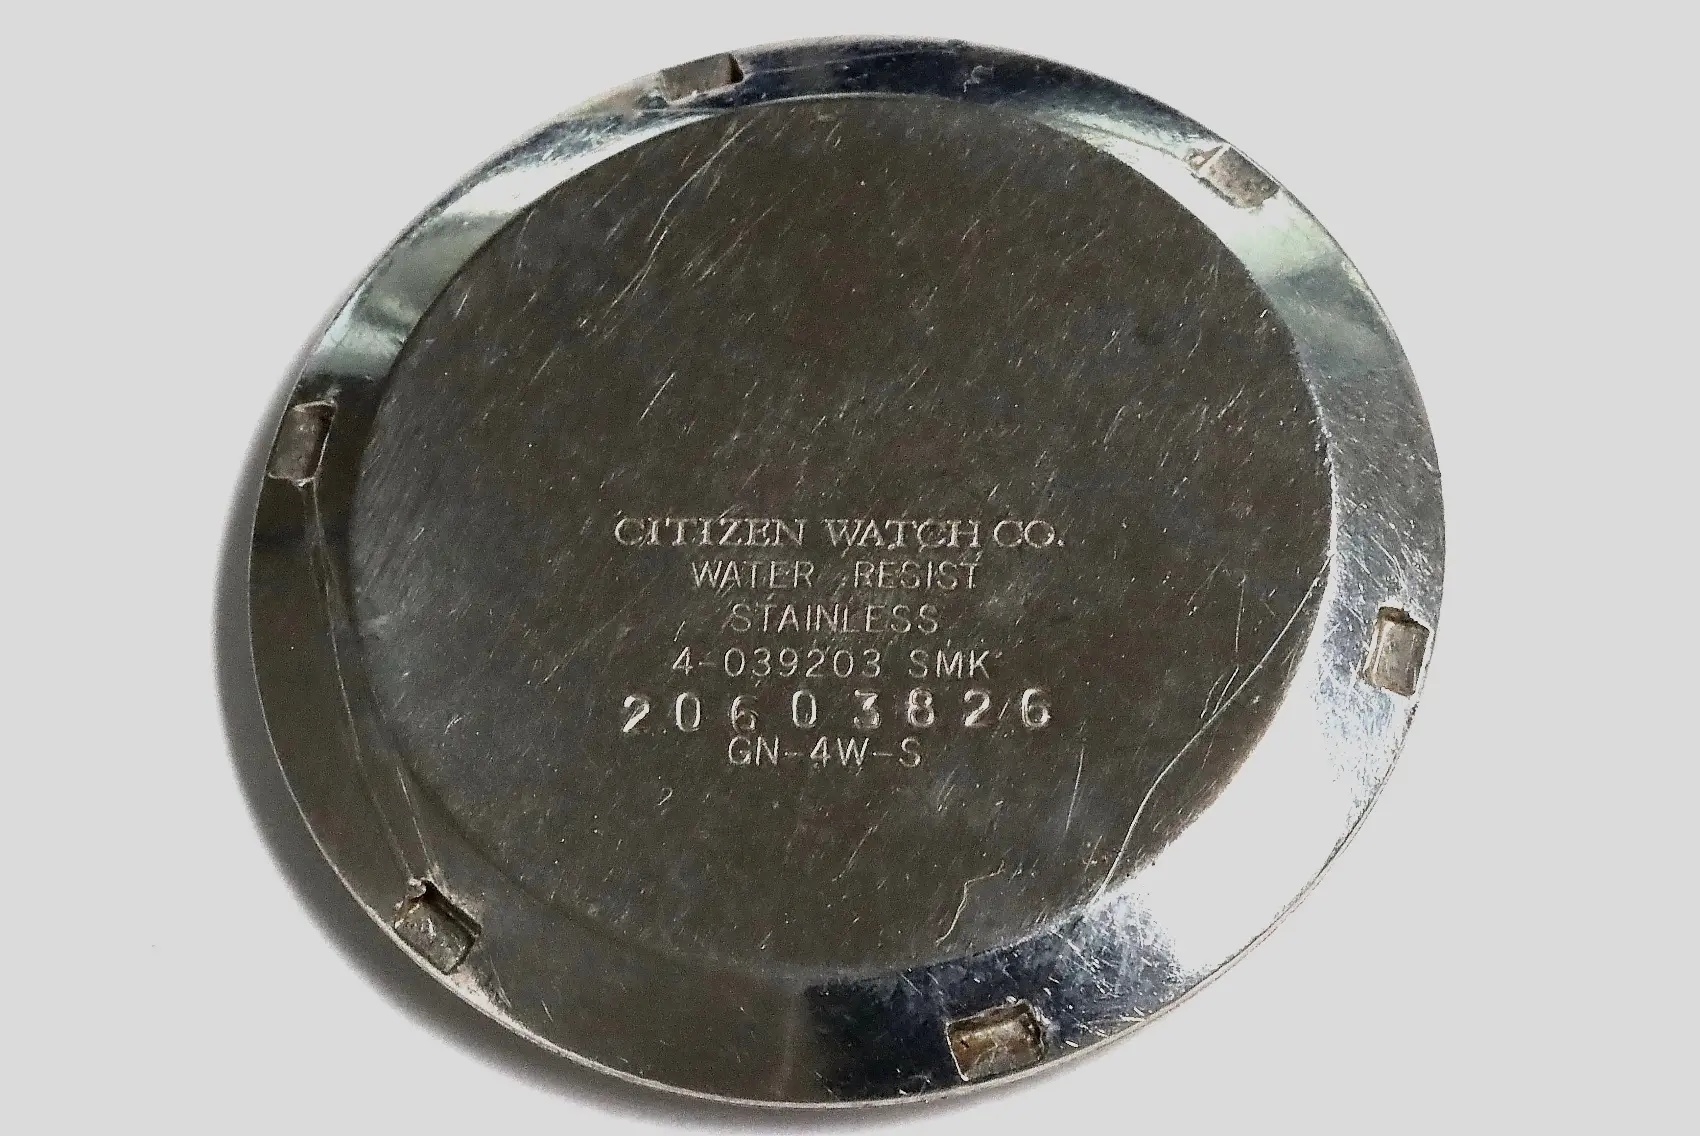 CITIZEN WATCH CO.
WATER RESIST
STAINLESS
4-039203 SMK
20603826
GN-4W-S